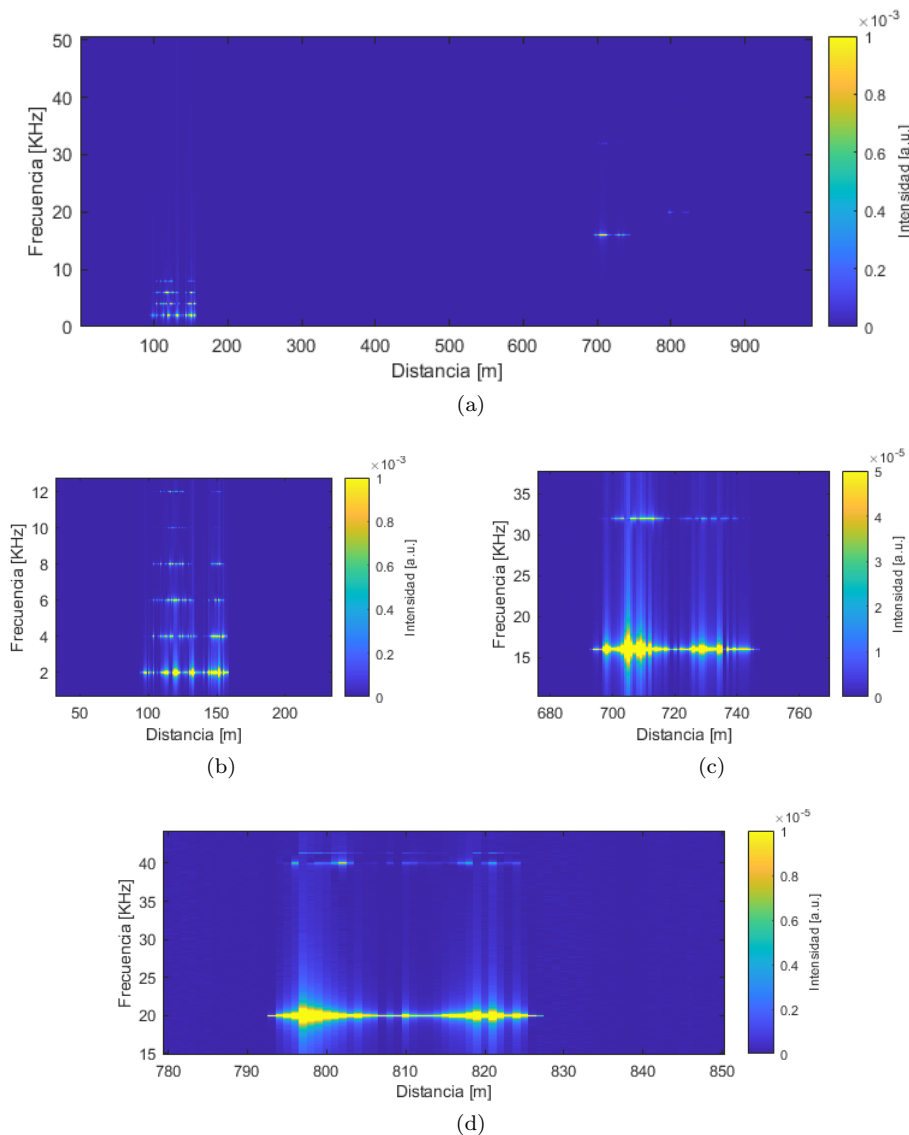 ×10⁻³
50
40
30
20
10
0
Frecuencia [KHz]
100 200 300 400 500 600 700 800 900
Distancia [m]
1
0.8
0.6
0.4
0.2
0
Intensidad [a.u.]
(a)
×10⁻³
12
10
8
6
4
2
Frecuencia [KHz]
50 100 150 200
Distancia [m]
1
0.8
0.6
0.4
0.2
0
Intensidad [a.u.]
(b)
×10⁻⁵
35
30
25
20
15
Frecuencia [KHz]
680 700 720 740 760
Distancia [m]
5
4
3
2
1
0
Intensidad [a.u.]
(c)
×10⁻⁵
40
35
30
25
20
15
Frecuencia [KHz]
780 790 800 810 820 830 840 850
Distancia [m]
1
0.8
0.6
0.4
0.2
0
Intensidad [a.u.]
(d)